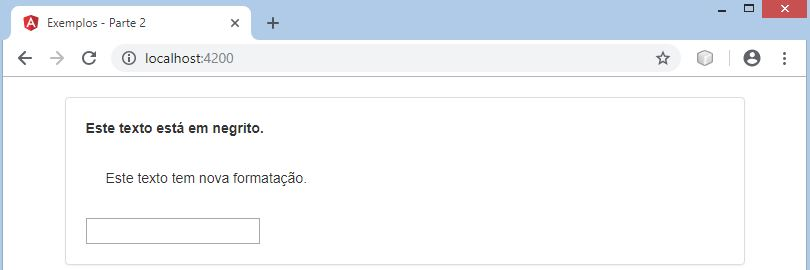 Exemplos - Parte 2
localhost:4200
Este texto está em negrito.
Este texto tem nova formatação.